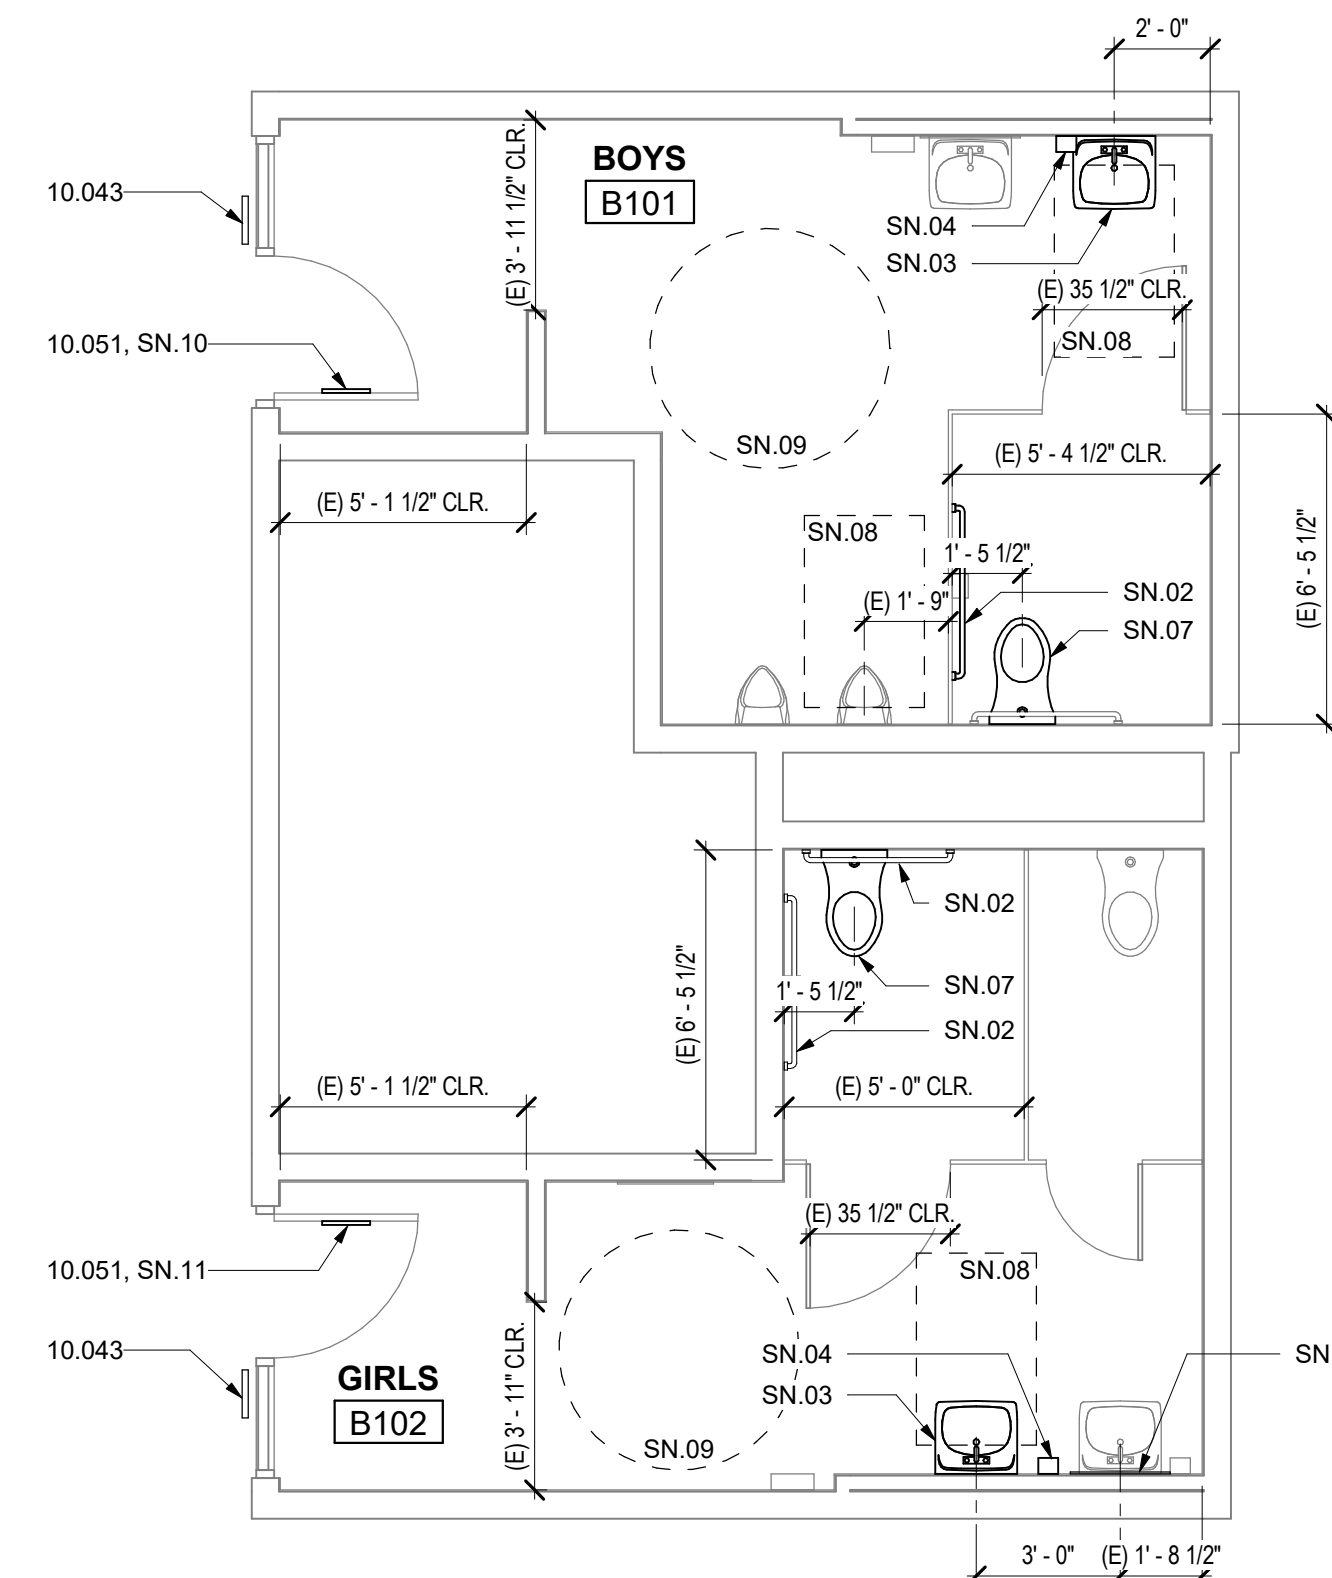 2' - 0"
(E) 3' - 11 1/2" CLR.
BOYS
B101
10.043
SN.04
SN.03
(E) 35 1/2" CLR.
SN.08
10.051, SN.10
SN.09
(E) 5' - 4 1/2" CLR.
(E) 5' - 1 1/2" CLR.
SN.08
1' - 5 1/2"
(E) 1' - 9"
SN.02
SN.07
(E) 6' - 5 1/2"
SN.02
SN.07
1' - 5 1/2"
SN.02
(E) 6' - 5 1/2"
(E) 5' - 1 1/2" CLR.
(E) 5' - 0" CLR.
(E) 35 1/2" CLR.
10.051, SN.11
SN.08
10.043
GIRLS
B102
(E) 3' - 11" CLR.
SN.04
SN
SN.03
SN.09
3' - 0"
(E) 1' - 8 1/2"